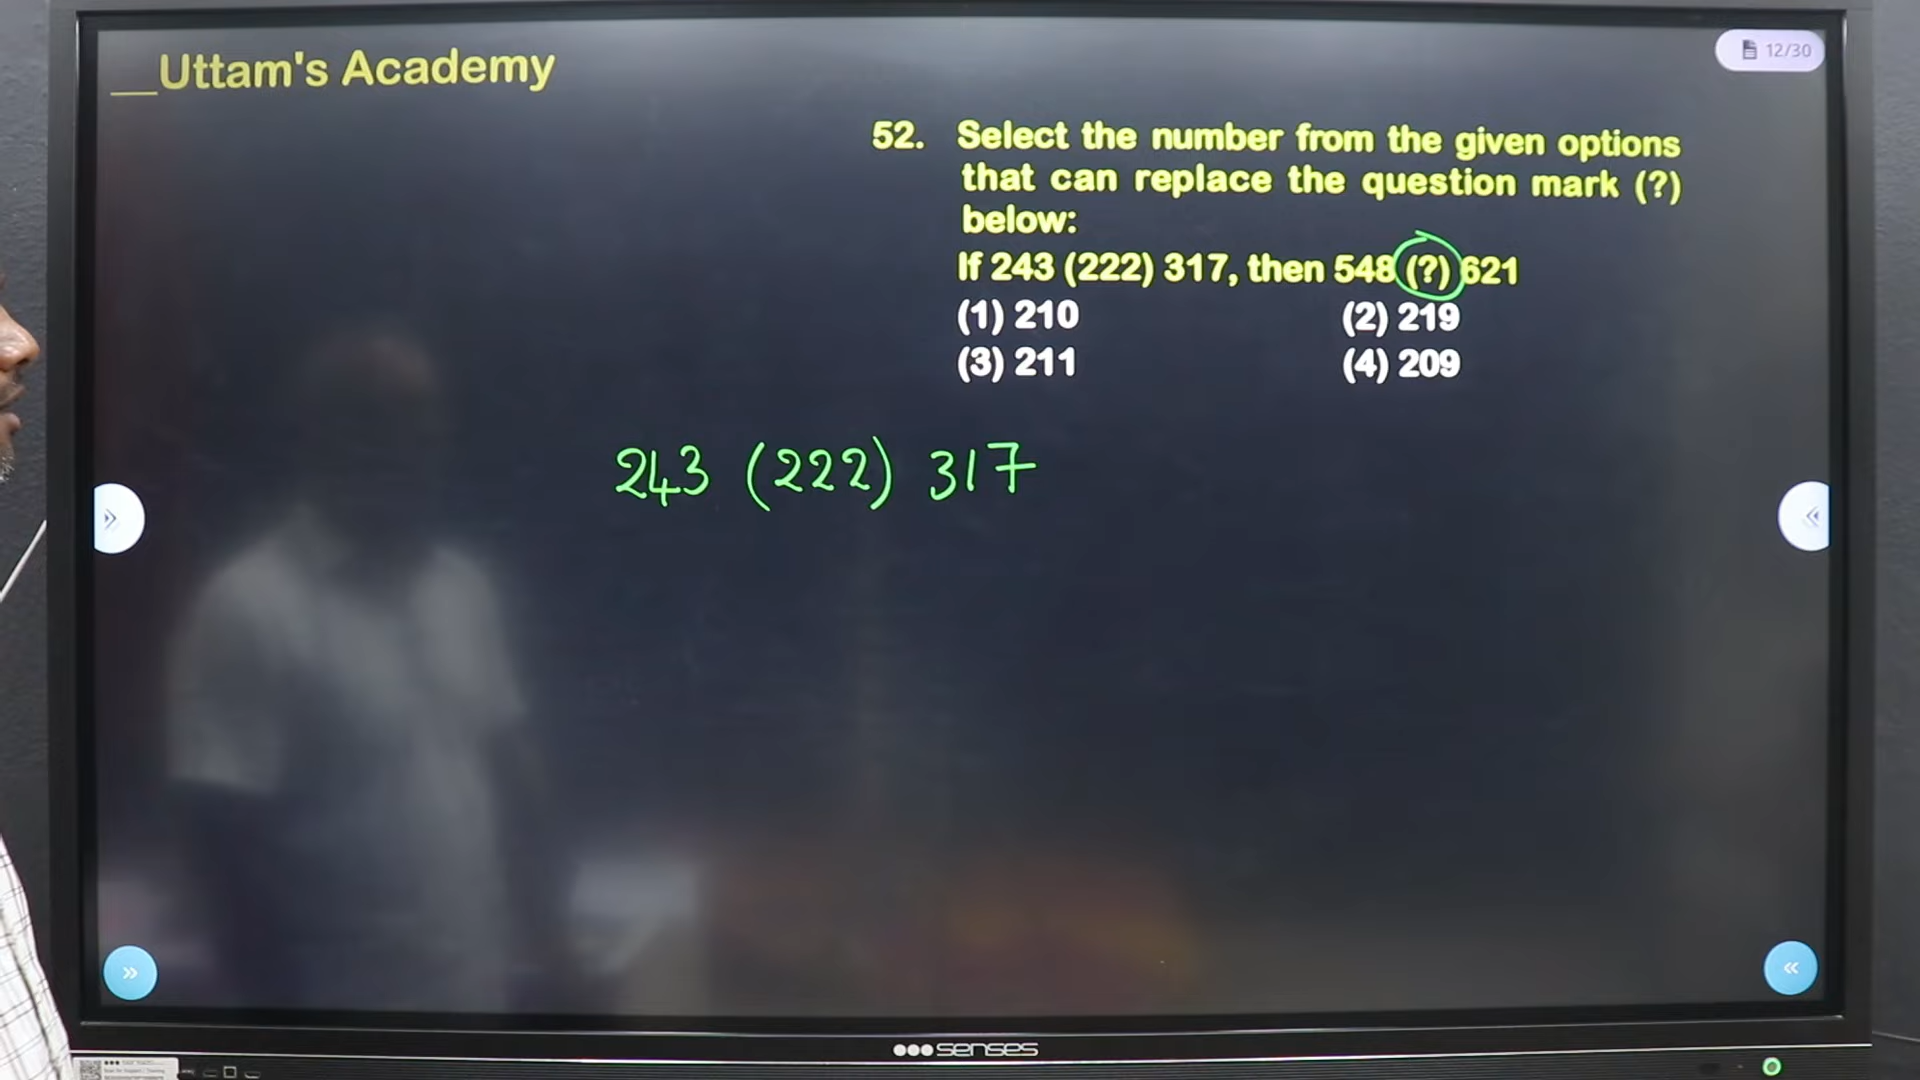 __Uttam's Academy
12/30
52. Select the number from the given options
that can replace the question mark (?)
below:
If 243 (222) 317, then 548 (?) 621
(1) 210 (2) 219
(3) 211 (4) 209
243 (222) 317
senses